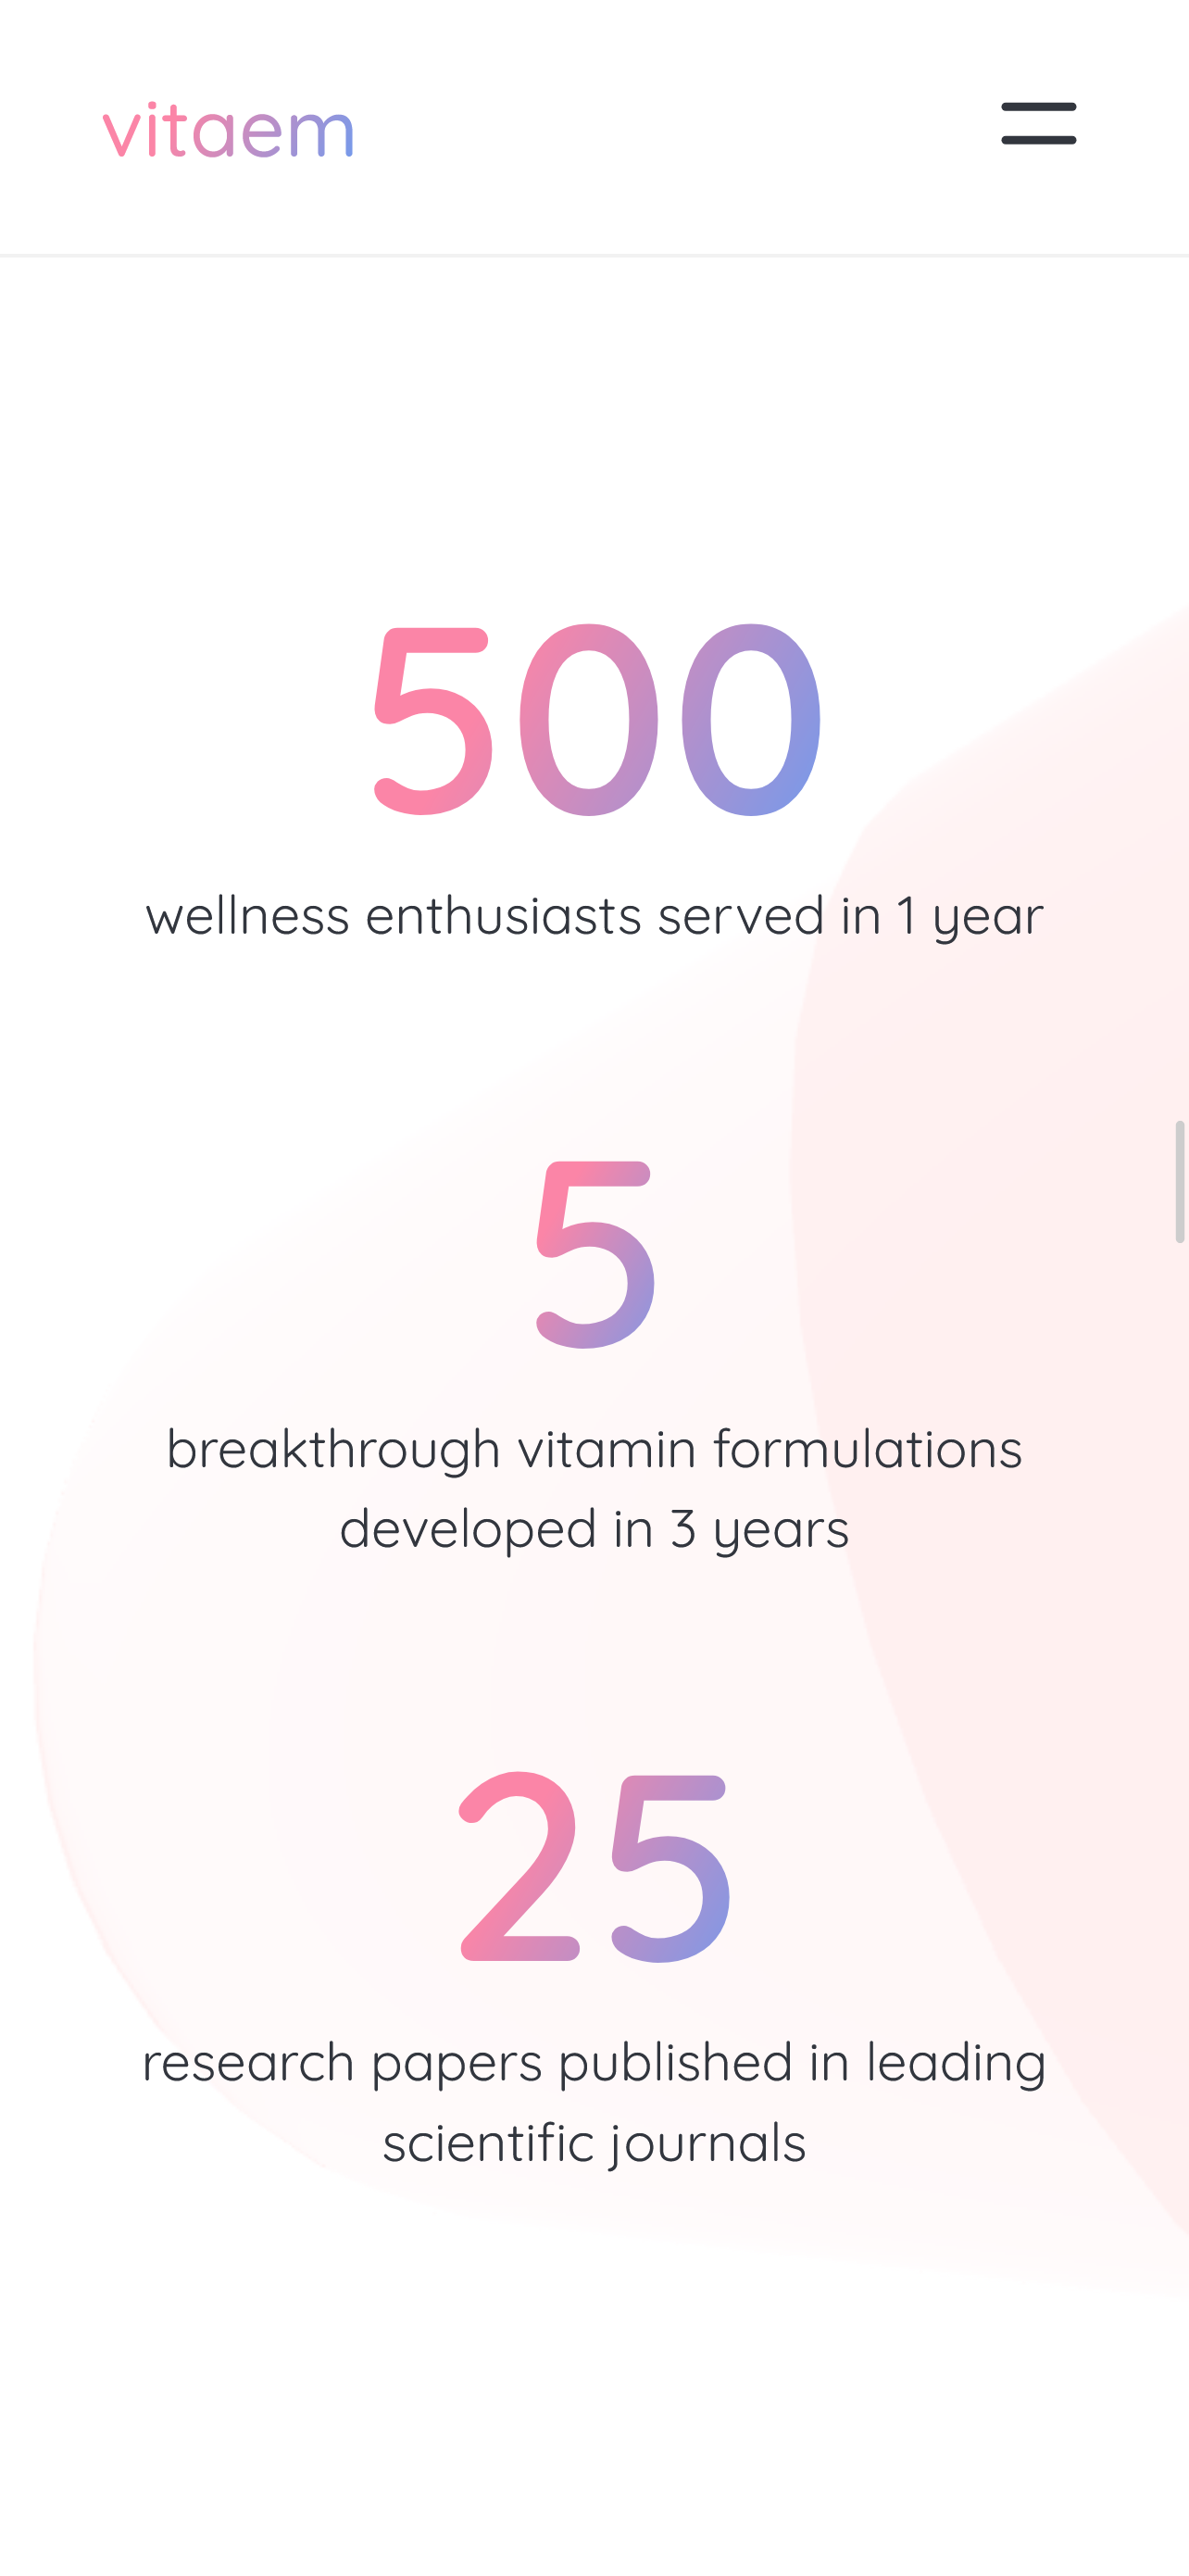 vitaem
500
wellness enthusiasts served in 1 year
5
breakthrough vitamin formulations
developed in 3 years
25
research papers published in leading
scientific journals